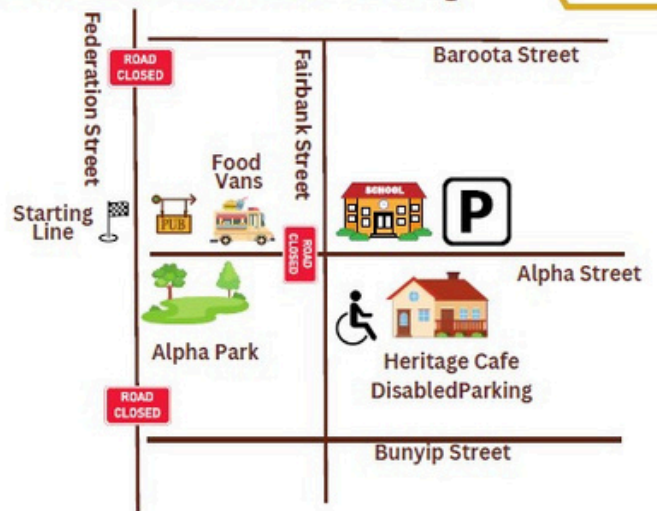 Federation Street
ROAD
CLOSED
Baroota Street
Fairbank Street
Food
Vans
SCHOOL
P
Starting
Line
PUB
ROAD
CLOSED
Alpha Street
Alpha Park
Heritage Cafe
DisabledParking
ROAD
CLOSED
Bunyip Street